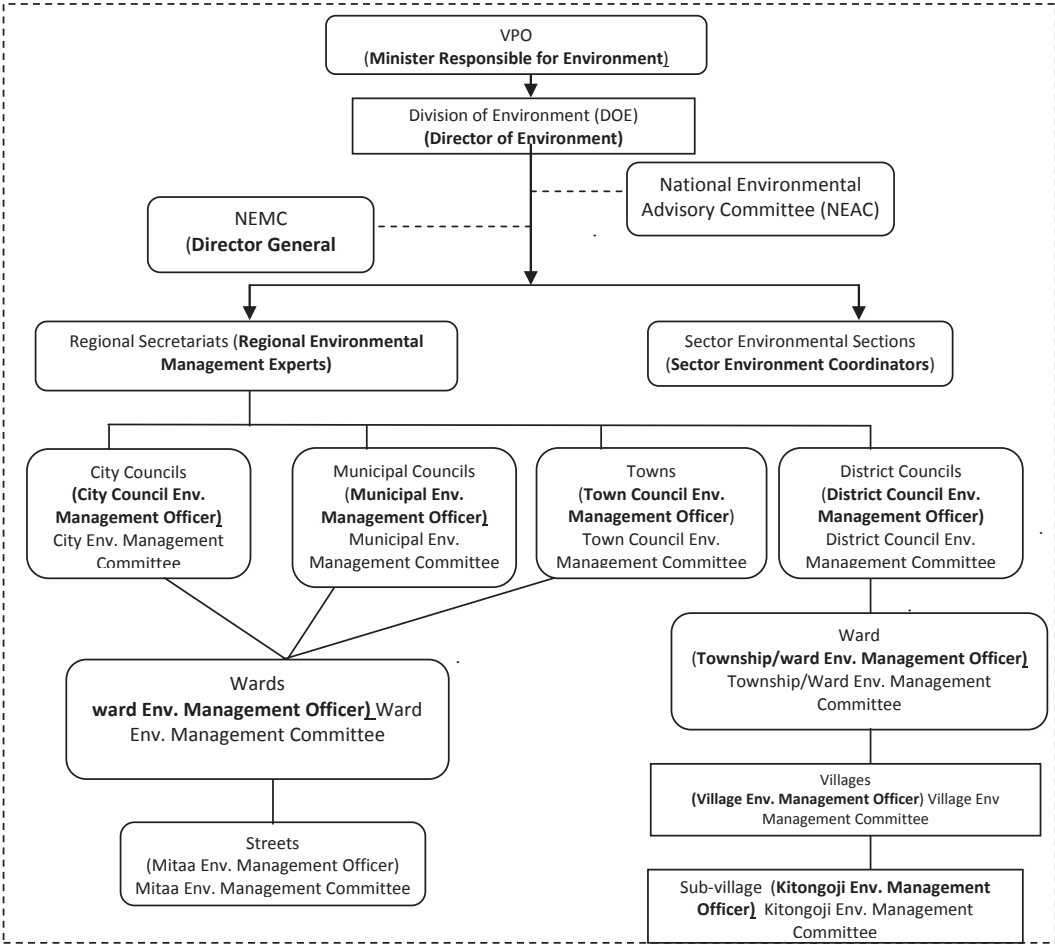 VPO
(Minister Responsible for Environment)
Division of Environment (DOE)
(Director of Environment)
National Environmental
Advisory Committee (NEAC)
NEMC
(Director General
Regional Secretariats (Regional Environmental
Management Experts)
Sector Environmental Sections
(Sector Environment Coordinators)
City Councils
(City Council Env.
Management Officer)
City Env. Management
Committee
Municipal Councils
(Municipal Env.
Management Officer)
Municipal Env.
Management Committee
Towns
(Town Council Env.
Management Officer)
Town Council Env.
Management Committee
District Councils
(District Council Env.
Management Officer)
District Council Env.
Management Committee
Wards
ward Env. Management Officer) Ward
Env. Management Committee
Ward
(Township/ward Env. Management Officer)
Township/Ward Env. Management
Committee
Villages
(Village Env. Management Officer) Village Env
Management Committee
Streets
(Mitaa Env. Management Officer)
Mitaa Env. Management Committee
Sub-village (Kitongoji Env. Management
Officer) Kitongoji Env. Management
Committee